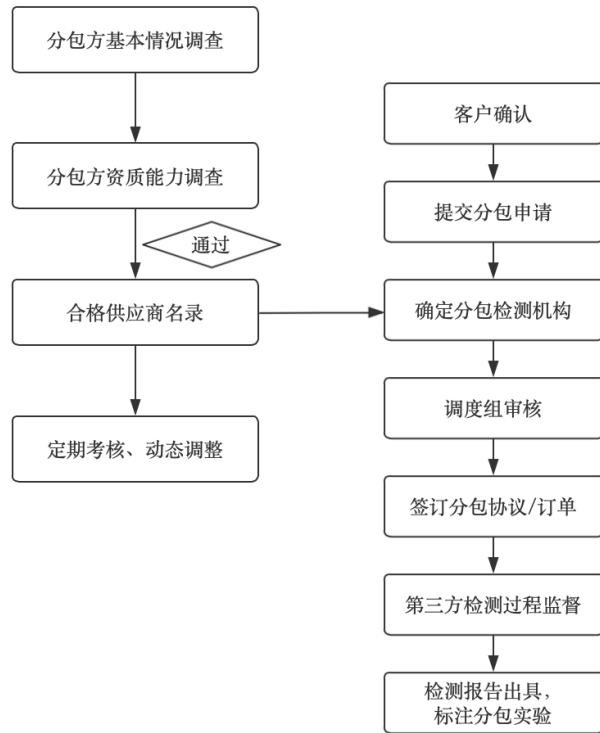 分包方基本情况调查
分包方资质能力调查
通过
合格供应商名录
定期考核、动态调整
客户确认
提交分包申请
确定分包检测机构
调度组审核
签订分包协议/订单
第三方检测过程监督
检测报告出具，
标注分包实验